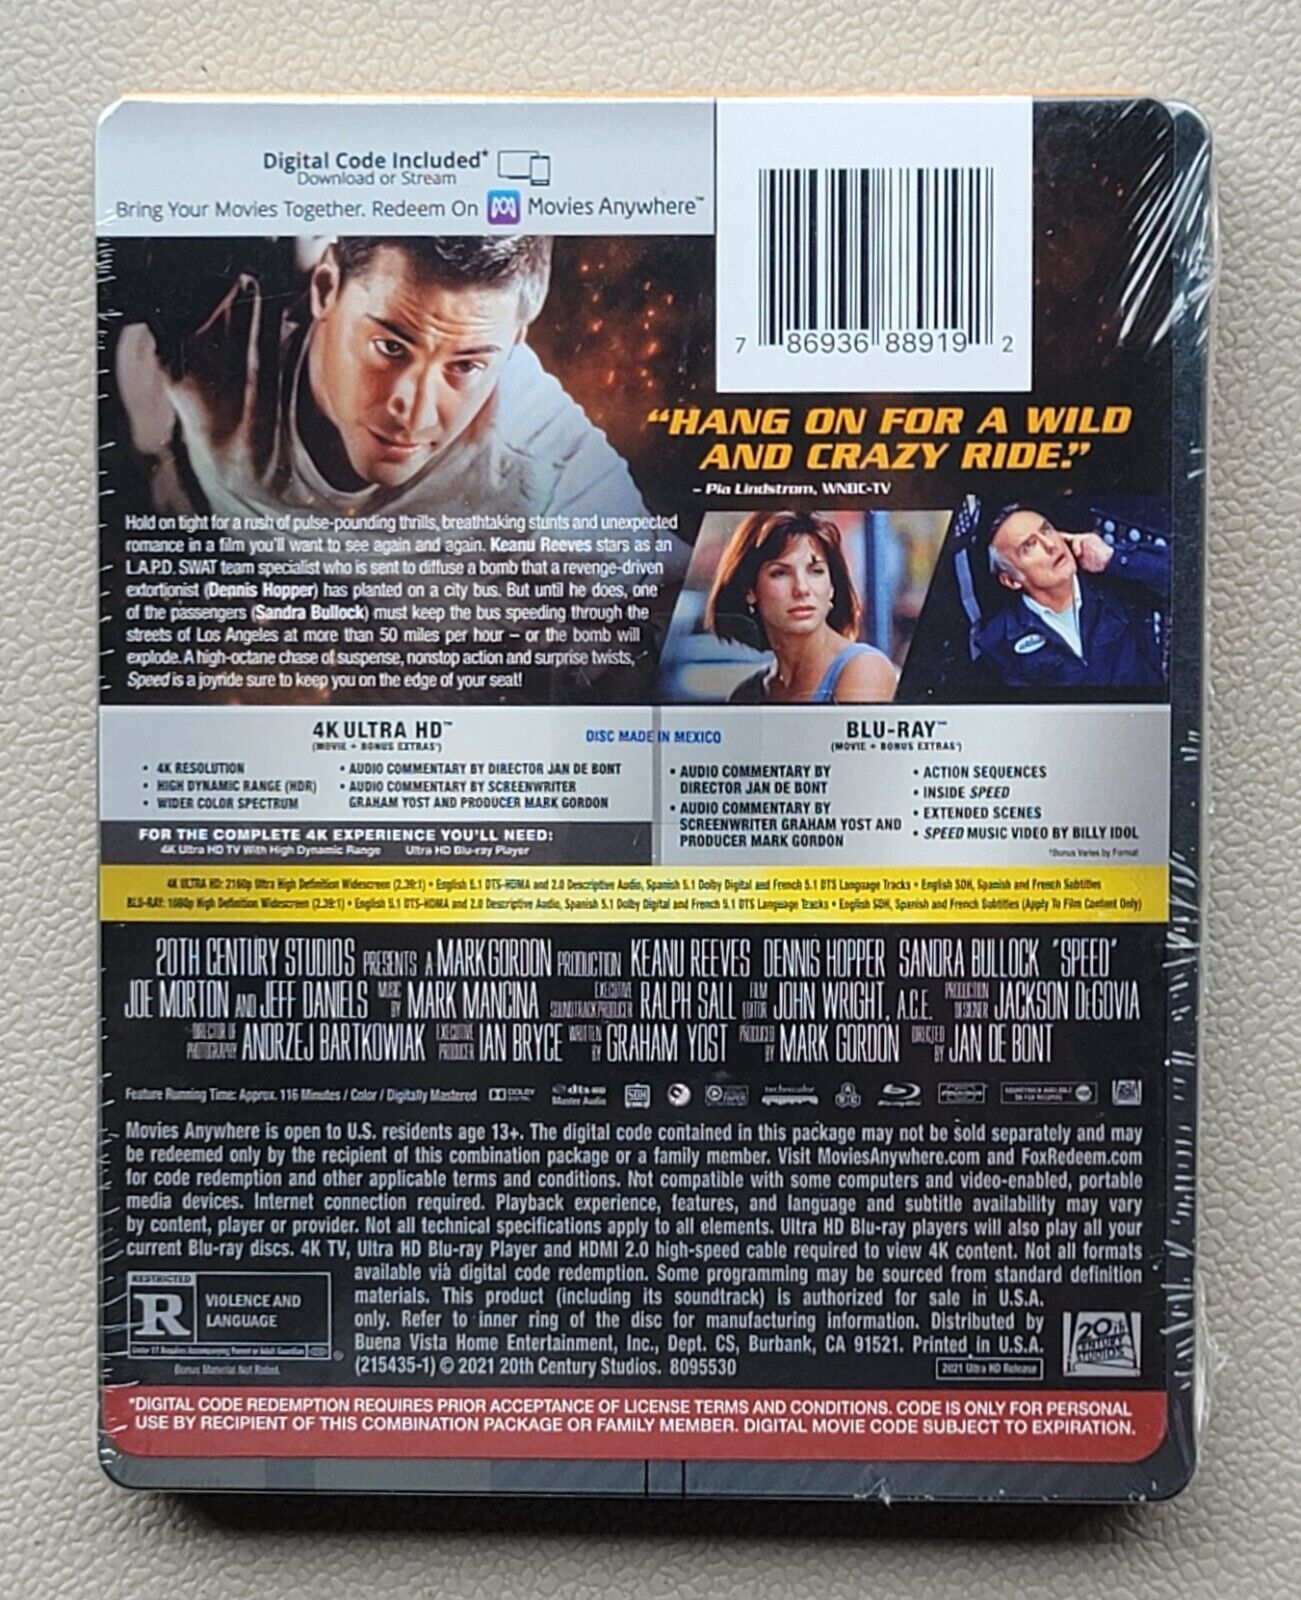 Digital Code Included*
Download or Stream
Bring Your Movies Together. Redeem On Movies Anywhere™
7 86936 88919 2
"HANG ON FOR A WILD
AND CRAZY RIDE."
– Pia Lindstrom, WNBC-TV
Hold on tight for a rush of pulse-pounding thrills, breathtaking stunts and unexpected
romance in a film you'll want to see again and again. Keanu Reeves stars as an
L.A.P.D. SWAT team specialist who is sent to diffuse a bomb that a revenge-driven
extortionist (Dennis Hopper) has planted on a city bus. But until he does, one
of the passengers (Sandra Bullock) must keep the bus speeding through the
streets of Los Angeles at more than 50 miles per hour – or the bomb will
explode. A high-octane chase of suspense, nonstop action and surprise twists,
Speed is a joyride sure to keep you on the edge of your seat!
4K ULTRA HD™
(MOVIE + BONUS EXTRAS*)
• 4K RESOLUTION
• HIGH DYNAMIC RANGE (HDR)
• WIDER COLOR SPECTRUM
• AUDIO COMMENTARY BY DIRECTOR JAN DE BONT
• AUDIO COMMENTARY BY SCREENWRITER
GRAHAM YOST AND PRODUCER MARK GORDON
FOR THE COMPLETE 4K EXPERIENCE YOU'LL NEED:
4K Ultra HD TV With High Dynamic Range Ultra HD Blu-ray Player
DISC MADE IN MEXICO
BLU-RAY™
(MOVIE + BONUS EXTRAS*)
• AUDIO COMMENTARY BY
DIRECTOR JAN DE BONT
• AUDIO COMMENTARY BY
SCREENWRITER GRAHAM YOST AND
PRODUCER MARK GORDON
• ACTION SEQUENCES
• INSIDE SPEED
• EXTENDED SCENES
• SPEED MUSIC VIDEO BY BILLY IDOL
*Bonus Varies by Format
4K ULTRA HD: 2160p Ultra High Definition Widescreen (2.39:1) • English 5.1 DTS-HDMA and 2.0 Descriptive Audio, Spanish 5.1 Dolby Digital and French 5.1 DTS Language Tracks • English SDH, Spanish and French Subtitles
BLU-RAY: 1080p High Definition Widescreen (2.39:1) • English 5.1 DTS-HDMA and 2.0 Descriptive Audio, Spanish 5.1 Dolby Digital and French 5.1 DTS Language Tracks • English SDH, Spanish and French Subtitles (Apply To Film Content Only)
20TH CENTURY STUDIOS PRESENTS A MARK GORDON PRODUCTION KEANU REEVES DENNIS HOPPER SANDRA BULLOCK "SPEED"
JOE MORTON AND JEFF DANIELS MUSIC BY MARK MANCINA EXECUTIVE SOUNDTRACK PRODUCER RALPH SALL FILM EDITOR JOHN WRIGHT, A.C.E. PRODUCTION DESIGNER JACKSON DeGOVIA
DIRECTOR OF PHOTOGRAPHY ANDRZEJ BARTKOWIAK EXECUTIVE PRODUCER IAN BRYCE WRITTEN BY GRAHAM YOST PRODUCED BY MARK GORDON DIRECTED BY JAN DE BONT
Feature Running Time: Approx. 116 Minutes / Color / Digitally Mastered DOLBY dts-HD Master Audio SDH technicolor Blu-ray
Movies Anywhere is open to U.S. residents age 13+. The digital code contained in this package may not be sold separately and may
be redeemed only by the recipient of this combination package or a family member. Visit MoviesAnywhere.com and FoxRedeem.com
for code redemption and other applicable terms and conditions. Not compatible with some computers and video-enabled, portable
media devices. Internet connection required. Playback experience, features, and language and subtitle availability may vary
by content, player or provider. Not all technical specifications apply to all elements. Ultra HD Blu-ray players will also play all your
current Blu-ray discs. 4K TV, Ultra HD Blu-ray Player and HDMI 2.0 high-speed cable required to view 4K content. Not all formats
available via digital code redemption. Some programming may be sourced from standard definition
materials. This product (including its soundtrack) is authorized for sale in U.S.A.
only. Refer to inner ring of the disc for manufacturing information. Distributed by
Buena Vista Home Entertainment, Inc., Dept. CS, Burbank, CA 91521. Printed in U.S.A.
(215435-1) © 2021 20th Century Studios. 8095530
RESTRICTED
R
VIOLENCE AND
LANGUAGE
Under 17 Requires Accompanying Parent or Adult Guardian
Bonus Material Not Rated.
2021 Ultra HD Release
20th CENTURY STUDIOS
*DIGITAL CODE REDEMPTION REQUIRES PRIOR ACCEPTANCE OF LICENSE TERMS AND CONDITIONS. CODE IS ONLY FOR PERSONAL
USE BY RECIPIENT OF THIS COMBINATION PACKAGE OR FAMILY MEMBER. DIGITAL MOVIE CODE SUBJECT TO EXPIRATION.